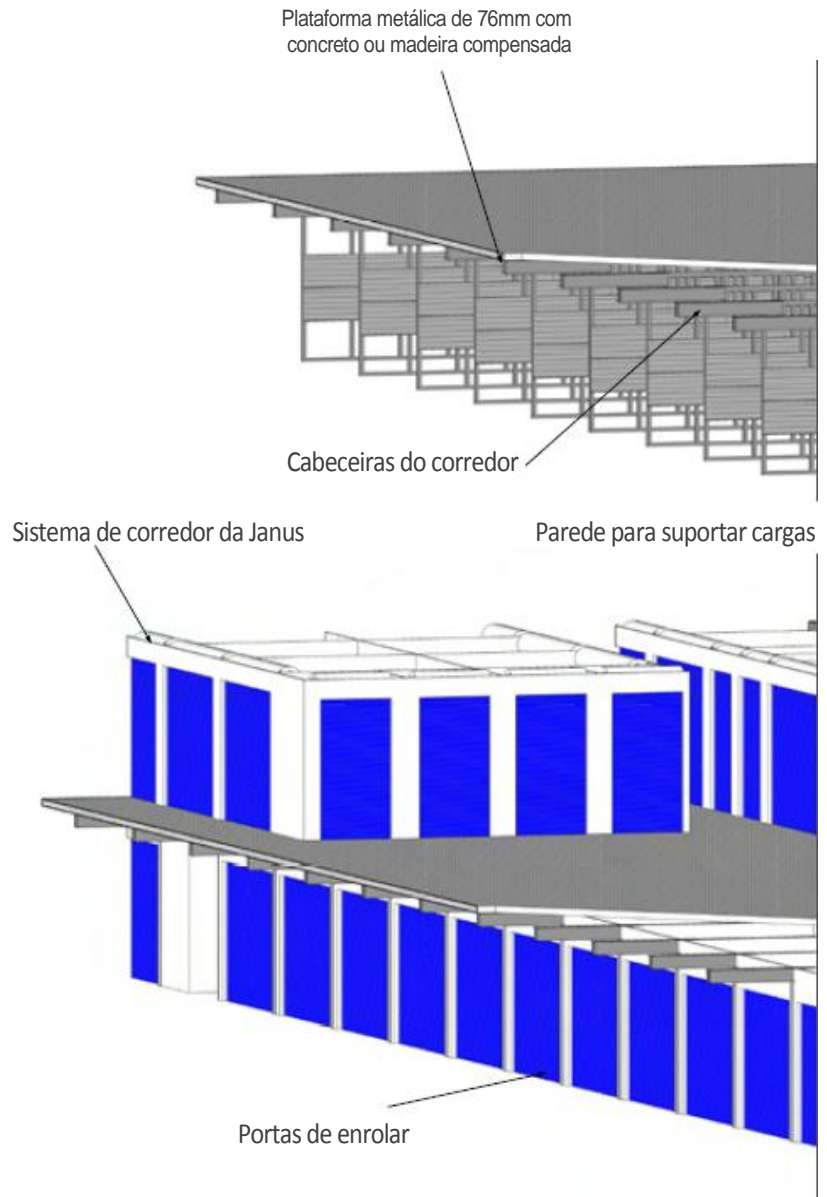 Plataforma metálica de 76mm com
concreto ou madeira compensada
Cabeceiras do corredor
Sistema de corredor da Janus
Parede para suportar cargas
Portas de enrolar